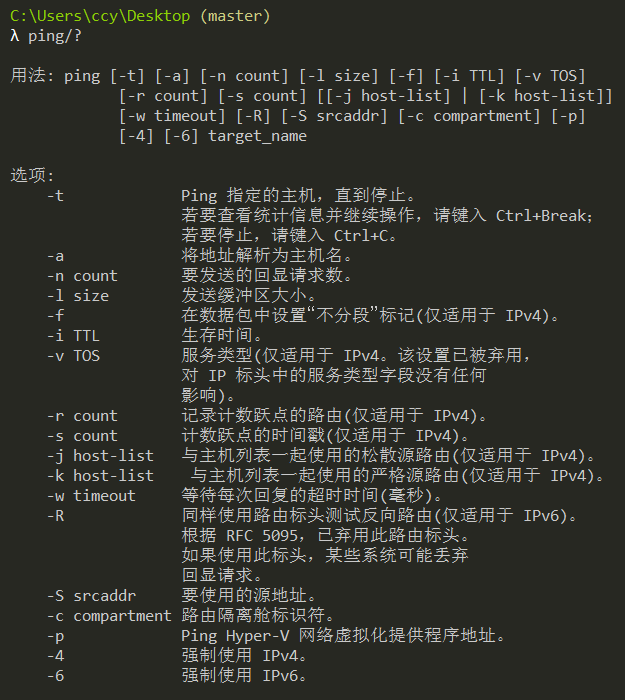 C:\Users\ccy\Desktop (master)
λ ping/?
用法: ping [-t] [-a] [-n count] [-l size] [-f] [-i TTL] [-v TOS]
[-r count] [-s count] [[-j host-list] | [-k host-list]]
[-w timeout] [-R] [-S srcaddr] [-c compartment] [-p]
[-4] [-6] target_name
选项:
-t Ping 指定的主机，直到停止。
若要查看统计信息并继续操作，请键入 Ctrl+Break；
若要停止，请键入 Ctrl+C。
-a 将地址解析为主机名。
-n count 要发送的回显请求数。
-l size 发送缓冲区大小。
-f 在数据包中设置“不分段”标记(仅适用于 IPv4)。
-i TTL 生存时间。
-v TOS 服务类型(仅适用于 IPv4。该设置已被弃用，
对 IP 标头中的服务类型字段没有任何
影响)。
-r count 记录计数跃点的路由(仅适用于 IPv4)。
-s count 计数跃点的时间戳(仅适用于 IPv4)。
-j host-list 与主机列表一起使用的松散源路由(仅适用于 IPv4)。
-k host-list 与主机列表一起使用的严格源路由(仅适用于 IPv4)。
-w timeout 等待每次回复的超时时间(毫秒)。
-R 同样使用路由标头测试反向路由(仅适用于 IPv6)。
根据 RFC 5095，已弃用此路由标头。
如果使用此标头，某些系统可能丢弃
回显请求。
-S srcaddr 要使用的源地址。
-c compartment 路由隔离舱标识符。
-p Ping Hyper-V 网络虚拟化提供程序地址。
-4 强制使用 IPv4。
-6 强制使用 IPv6。